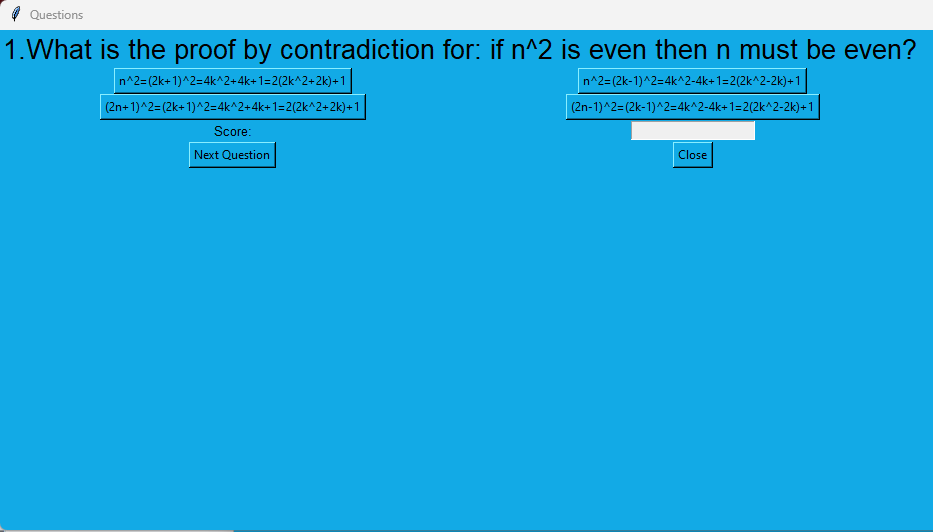 Questions
1.What is the proof by contradiction for: if n^2 is even then n must be even?
n^2=(2k+1)^2=4k^2+4k+1=2(2k^2+2k)+1
n^2=(2k-1)^2=4k^2-4k+1=2(k^2-2k)+1
(2n+1)^2=(2k+1)^2=4k^2+4k+1=2(2k^2+2k)+1
(2n-1)^2=(2k-1)^2=4k^2-4k+1=2(k^2-2k)+1
Score:
Next Question
Close